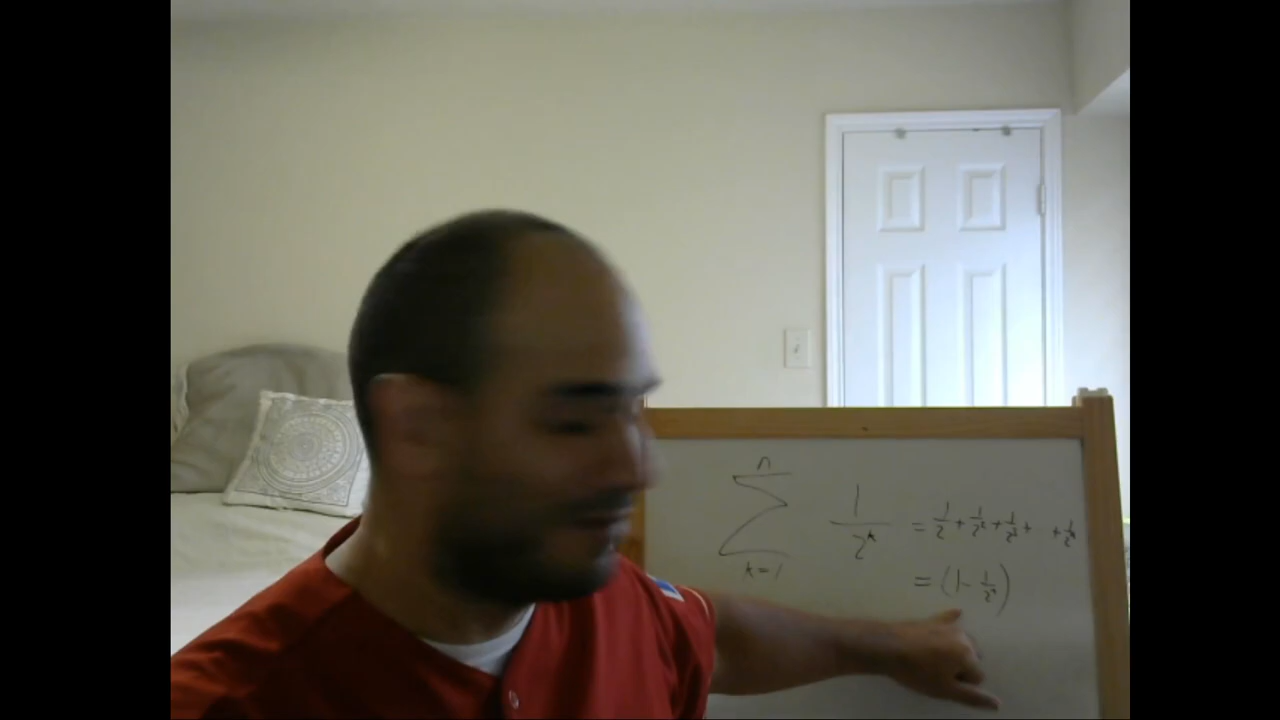 n
∑ 1/2^k = 1/2 + 1/2² + 1/2³ + + 1/2ⁿ
k=1
= (1 - 1/2ⁿ)